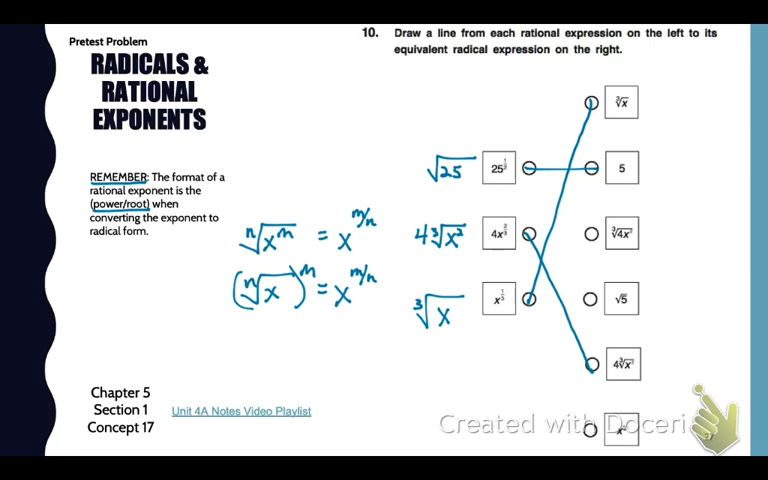 Pretest Problem
RADICALS &
RATIONAL
EXPONENTS
REMEMBER: The format of a
rational exponent is the
(power/root) when
converting the exponent to
radical form.
ⁿ√xᵐ = x^(m/n)
(ⁿ√x)ᵐ = x^(m/n)
Chapter 5
Section 1
Concept 17
Unit 4A Notes Video Playlist
10. Draw a line from each rational expression on the left to its
equivalent radical expression on the right.
√25
4∛x²
∛x
25^(1/2)
4x^(2/3)
x^(1/3)
∛x
5
∛4x²
√5
4∛x²
Created with Doceri